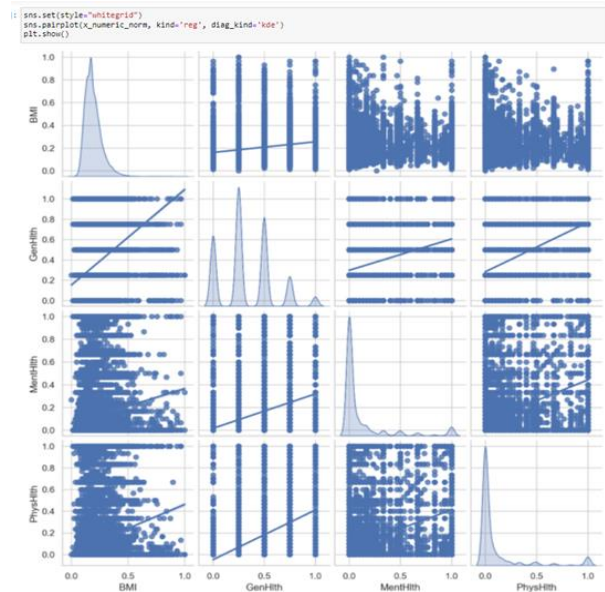 ]: sns.set(style="whitegrid")
sns.pairplot(x_numeric_norm, kind='reg', diag_kind='kde')
plt.show()
1.0
0.8
0.6
0.4
0.2
0.0
BMI
1.0
0.8
0.6
0.4
0.2
0.0
GenHlth
1.0
0.8
0.6
0.4
0.2
0.0
MentHlth
1.0
0.8
0.6
0.4
0.2
0.0
PhysHlth
0.0 0.5 1.0 0.0 0.5 1.0 0.0 0.5 1.0 0.0 0.5 1.0
BMI GenHlth MentHlth PhysHlth